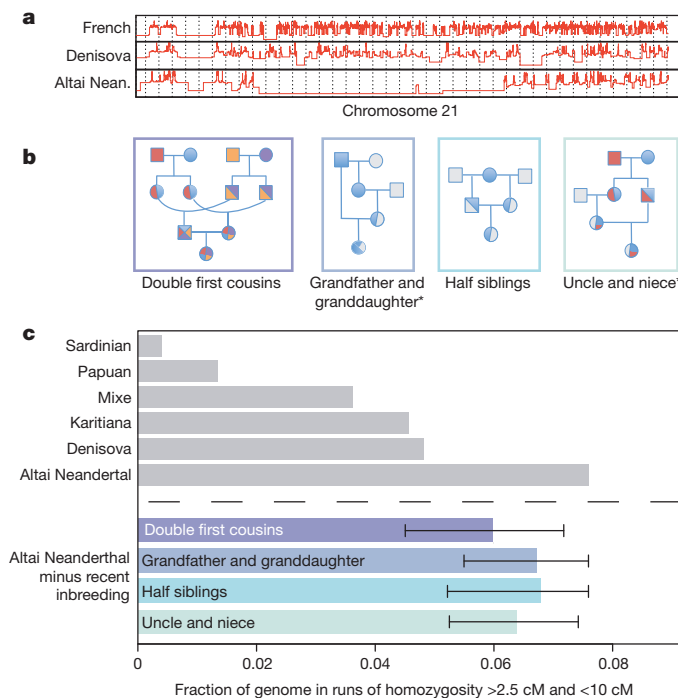 a
French
Denisova
Altai Nean.
Chromosome 21
b
Double first cousins
Grandfather and
granddaughter*
Half siblings
Uncle and niece*
c
Sardinian
Papuan
Mixe
Karitiana
Denisova
Altai Neandertal
Altai Neanderthal
minus recent
inbreeding
Double first cousins
Grandfather and granddaughter
Half siblings
Uncle and niece
0
0.02
0.04
0.06
0.08
Fraction of genome in runs of homozygosity >2.5 cM and <10 cM